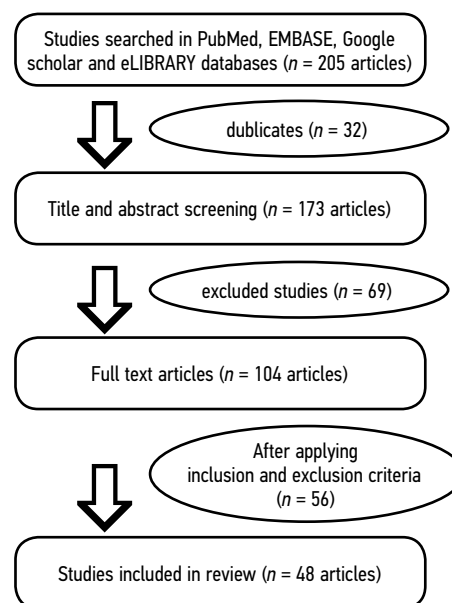 Studies searched in PubMed, EMBASE, Google
scholar and eLIBRARY databases (n = 205 articles)
dublicates (n = 32)
Title and abstract screening (n = 173 articles)
excluded studies (n = 69)
Full text articles (n = 104 articles)
After applying
inclusion and exclusion criteria
(n = 56)
Studies included in review (n = 48 articles)